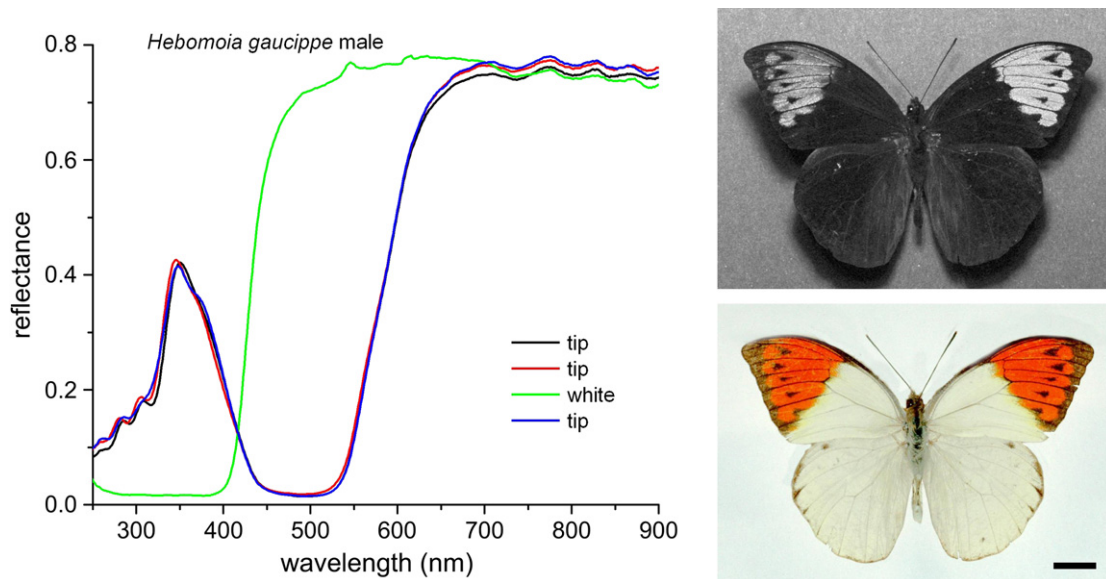 Hebomoia gaucippe male
reflectance
0.8
0.6
0.4
0.2
0.0
tip
tip
white
tip
300 400 500 600 700 800 900
wavelength (nm)